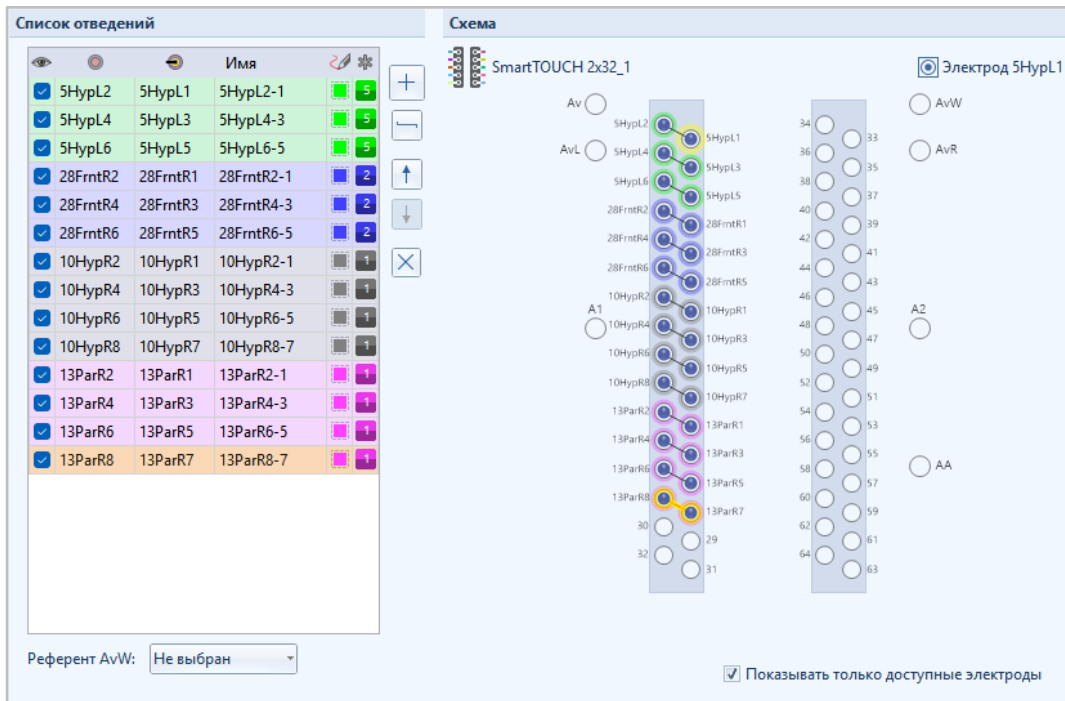 Список отведений
Имя
5HypL2 5HypL1 5HypL2-1 5
5HypL4 5HypL3 5HypL4-3 5
5HypL6 5HypL5 5HypL6-5 5
28FrntR2 28FrntR1 28FrntR2-1 2
28FrntR4 28FrntR3 28FrntR4-3 2
28FrntR6 28FrntR5 28FrntR6-5 2
10HypR2 10HypR1 10HypR2-1 1
10HypR4 10HypR3 10HypR4-3 1
10HypR6 10HypR5 10HypR6-5 1
10HypR8 10HypR7 10HypR8-7 1
13ParR2 13ParR1 13ParR2-1 1
13ParR4 13ParR3 13ParR4-3 1
13ParR6 13ParR5 13ParR6-5 1
13ParR8 13ParR7 13ParR8-7 1
Референт AvW: Не выбран
Схема
SmartTOUCH 2x32_1
Электрод 5HypL1
Av
AvW
AvL
AvR
A1
A2
AA
5HypL2
5HypL1
5HypL4
5HypL3
5HypL6
5HypL5
28FrntR2
28FrntR1
28FrntR4
28FrntR3
28FrntR6
28FrntR5
10HypR2
10HypR1
10HypR4
10HypR3
10HypR6
10HypR5
10HypR8
10HypR7
13ParR2
13ParR1
13ParR4
13ParR3
13ParR6
13ParR5
13ParR8
13ParR7
30
29
32
31
34
33
36
35
38
37
40
39
42
41
44
43
46
45
48
47
50
49
52
51
54
53
56
55
58
57
60
59
62
61
64
63
Показывать только доступные электроды